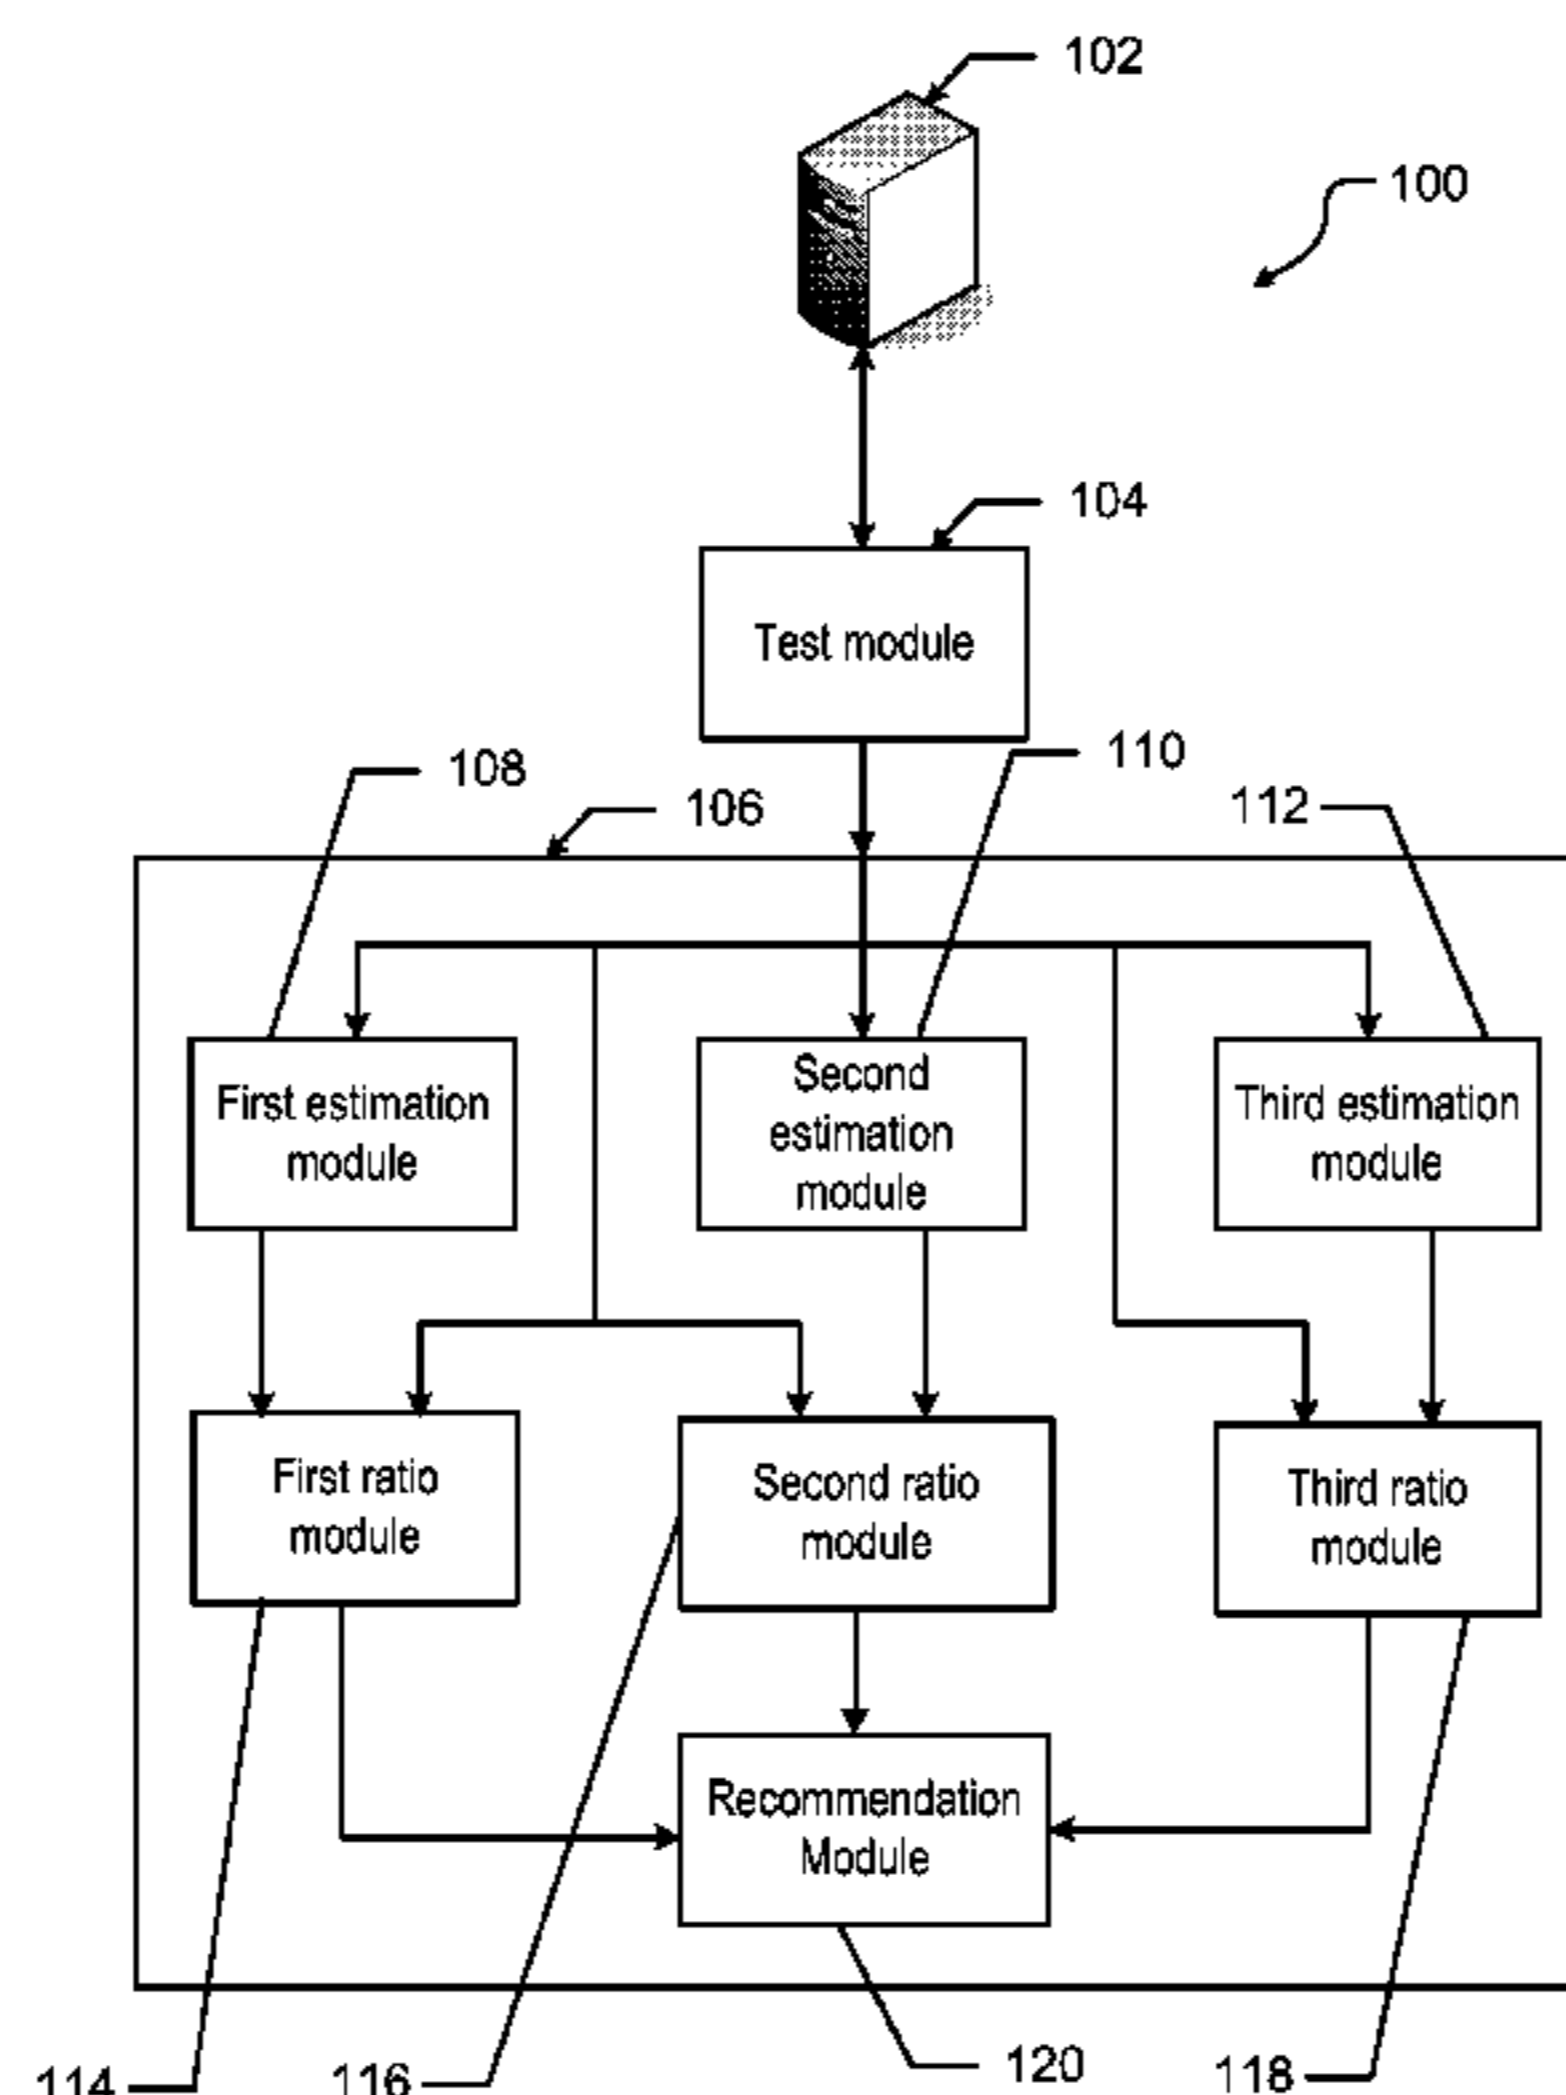 102
100
104
Test module
108
110
106
112
First estimation
module
Second
estimation
module
Third estimation
module
First ratio
module
Second ratio
module
Third ratio
module
Recommendation
Module
114
116
120
118